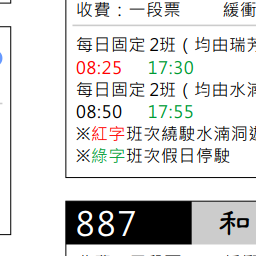 收費：一段票 緩衝
每日固定 2班（均由瑞芳
08:25 17:30
每日固定 2班（均由水湳
08:50 17:55
※紅字班次繞駛水湳洞遊
※綠字班次假日停駛
887 和